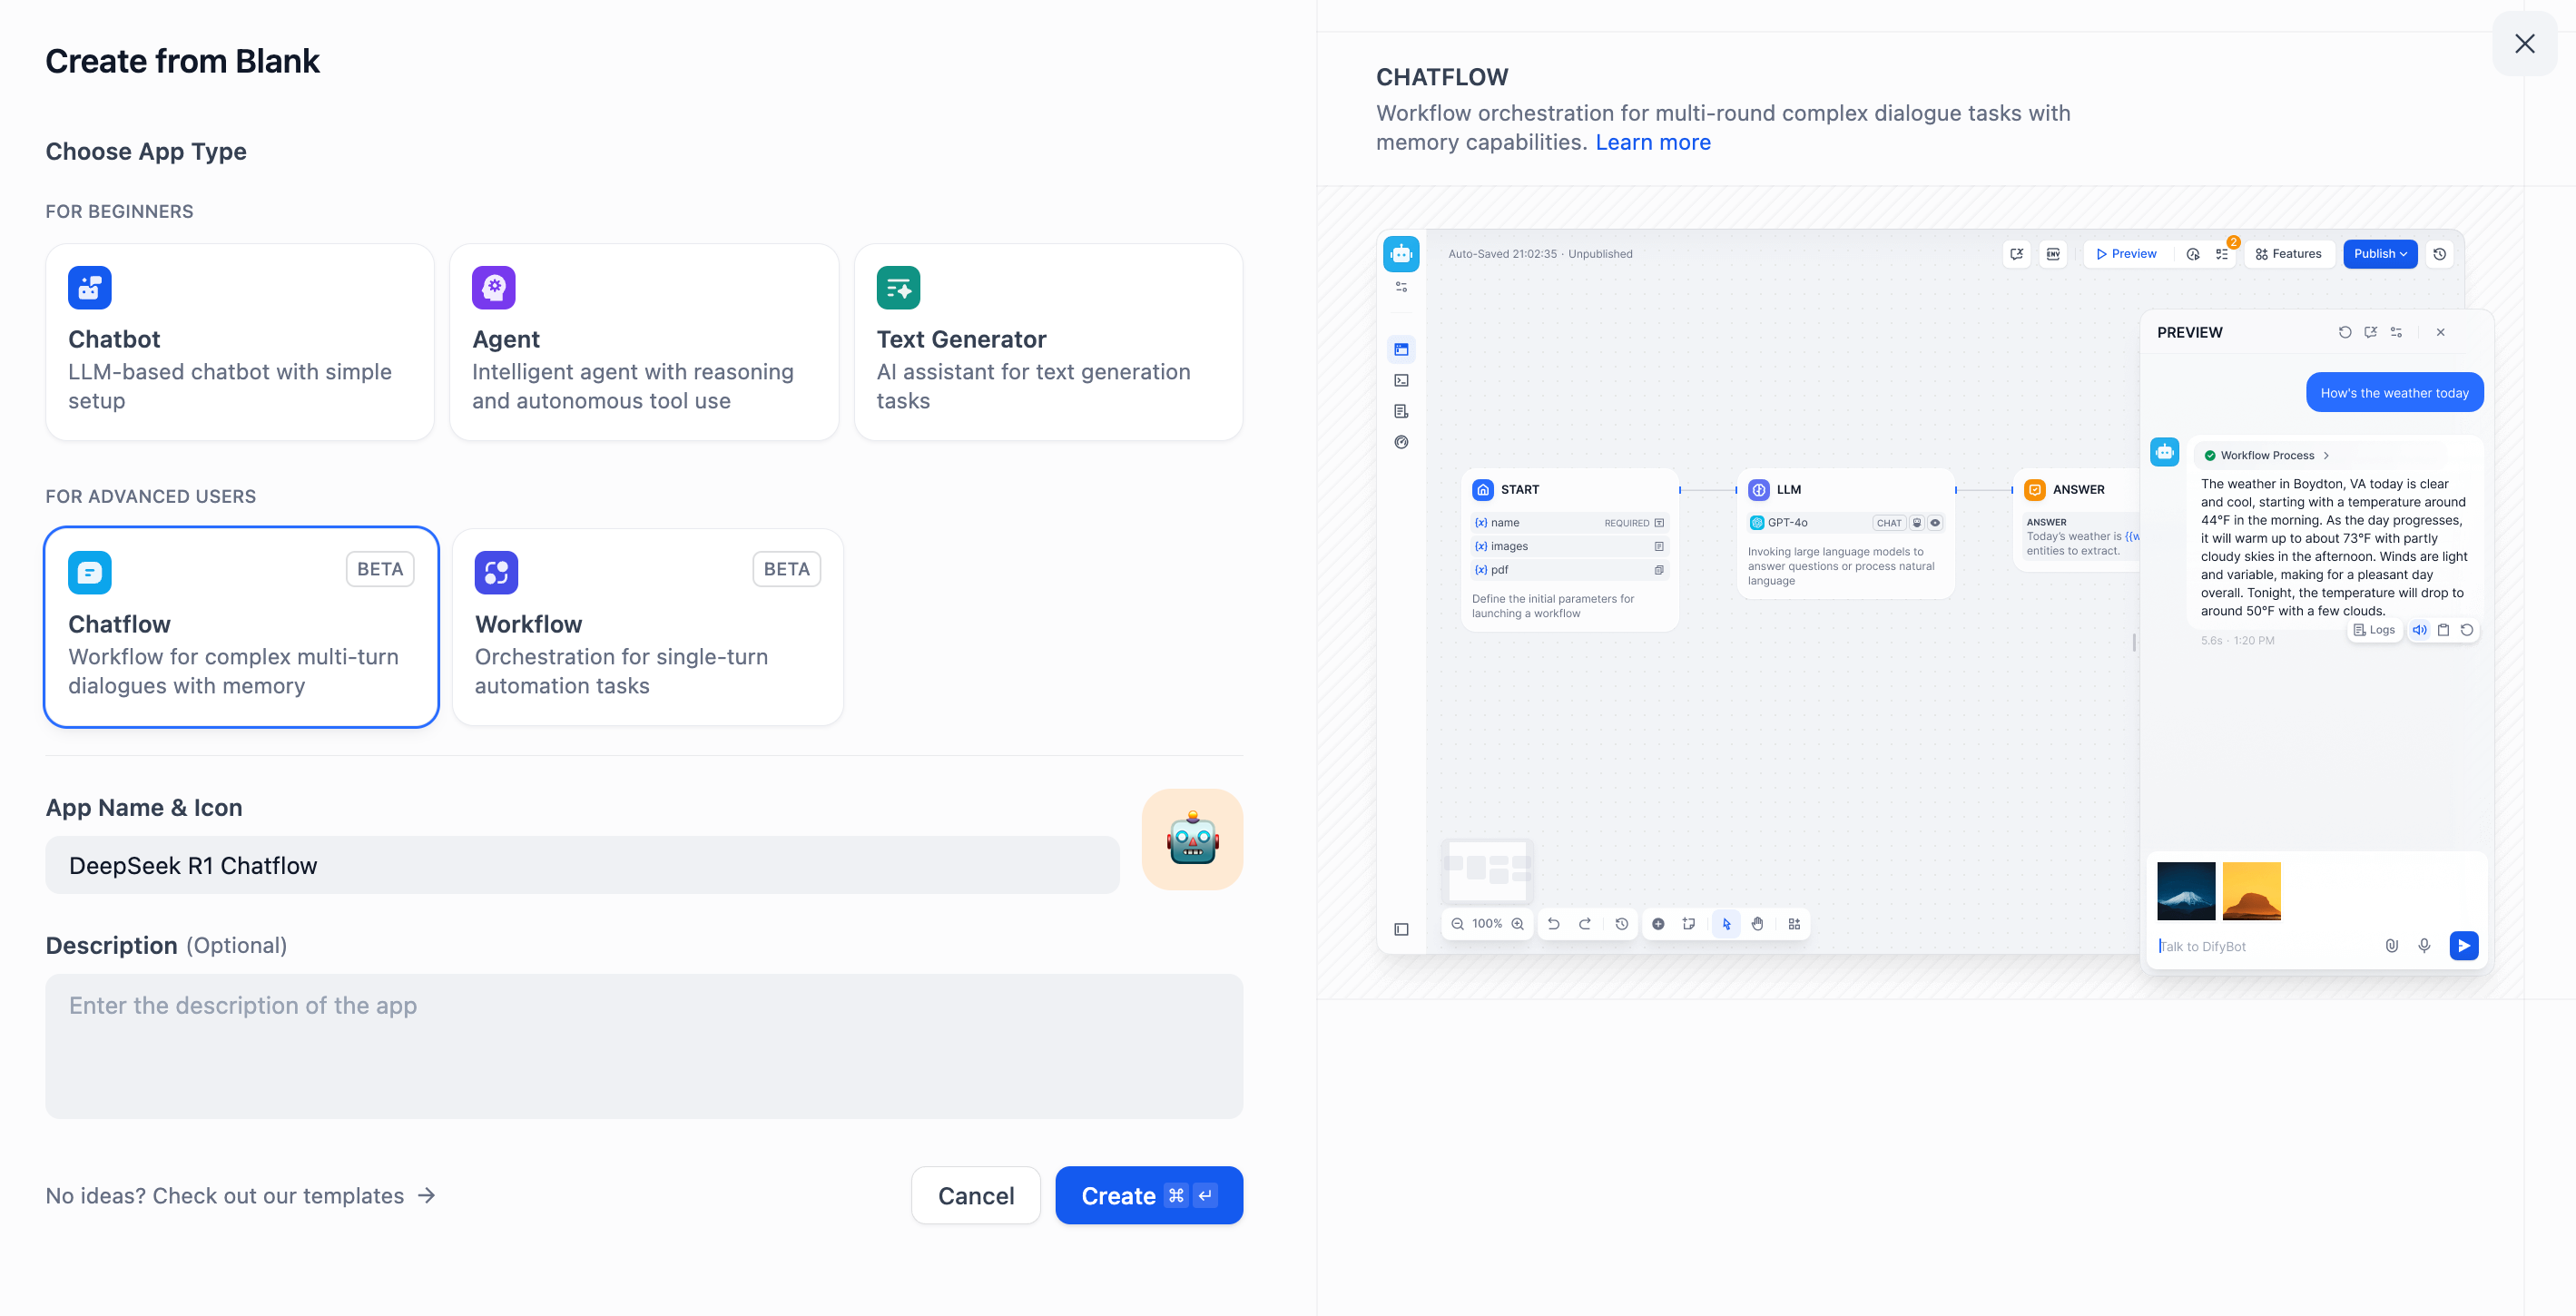 Create from Blank
Choose App Type
FOR BEGINNERS
Chatbot
LLM-based chatbot with simple
setup
Agent
Intelligent agent with reasoning
and autonomous tool use
Text Generator
AI assistant for text generation
tasks
FOR ADVANCED USERS
BETA
Chatflow
Workflow for complex multi-turn
dialogues with memory
BETA
Workflow
Orchestration for single-turn
automation tasks
App Name & Icon
DeepSeek R1 Chatflow
Description (Optional)
Enter the description of the app
No ideas? Check out our templates →
Cancel
Create ⌘ ↵
CHATFLOW
Workflow orchestration for multi-round complex dialogue tasks with
memory capabilities. Learn more
Auto-Saved 21:02:35 · Unpublished
ENV
Preview
2
Features
Publish
START
{x} name REQUIRED
{x} images
{x} pdf
Define the initial parameters for
launching a workflow
LLM
GPT-4o CHAT
Invoking large language models to
answer questions or process natural
language
ANSWER
ANSWER
Today's weather is {{w
entities to extract.
100%
PREVIEW
How's the weather today
Workflow Process
The weather in Boydton, VA today is clear
and cool, starting with a temperature around
44°F in the morning. As the day progresses,
it will warm up to about 73°F with partly
cloudy skies in the afternoon. Winds are light
and variable, making for a pleasant day
overall. Tonight, the temperature will drop to
around 50°F with a few clouds.
Logs
5.6s · 1:20 PM
Talk to DifyBot